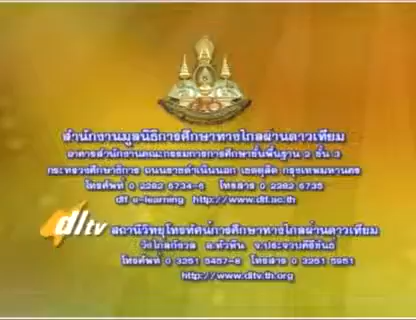 สำนักงานมูลนิธิการศึกษาทางไกลผ่านดาวเทียม
อาคารสำนักงานคณะกรรมการการศึกษาขั้นพื้นฐาน 2 ชั้น 3
กระทรวงศึกษาธิการ ถนนราชดำเนินนอก เขตดุสิต กรุงเทพมหานคร
โทรศัพท์ 0 2282 6734-6 โทรสาร 0 2282 6735
dlf e-learning http://www.dlf.ac.th
dltv สถานีวิทยุโทรทัศน์การศึกษาทางไกลผ่านดาวเทียม
วังไกลกังวล อ.หัวหิน จ.ประจวบคีรีขันธ์
โทรศัพท์ 0 3251 5457-8 โทรสาร 0 3251 5951
http://www.dltv.th.org